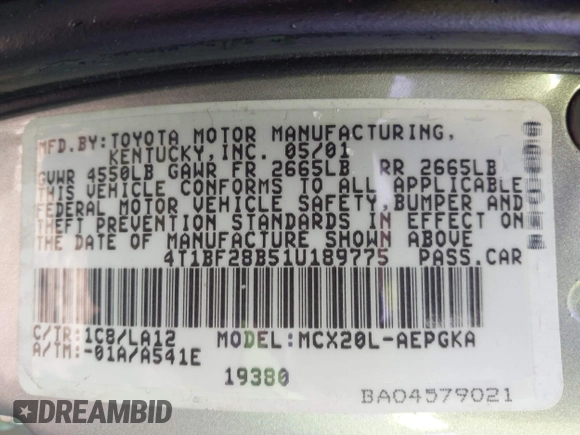 MFD.BY:TOYOTA MOTOR MANUFACTURING,
KENTUCKY,INC. 05/01
GVWR 4550LB GAWR FR 2665LB RR 2665LB
THIS VEHICLE CONFORMS TO ALL APPLICABLE
FEDERAL MOTOR VEHICLE SAFETY,BUMPER AND
THEFT PREVENTION STANDARDS IN EFFECT ON
THE DATE OF MANUFACTURE SHOWN ABOVE
4T1BF28B51U189775 PASS.CAR
C/TR:1C8/LA12 MODEL:MCX20L-AEPGKA
A/TM:-01A/A541E
19380
BA04579021
DREAMBID